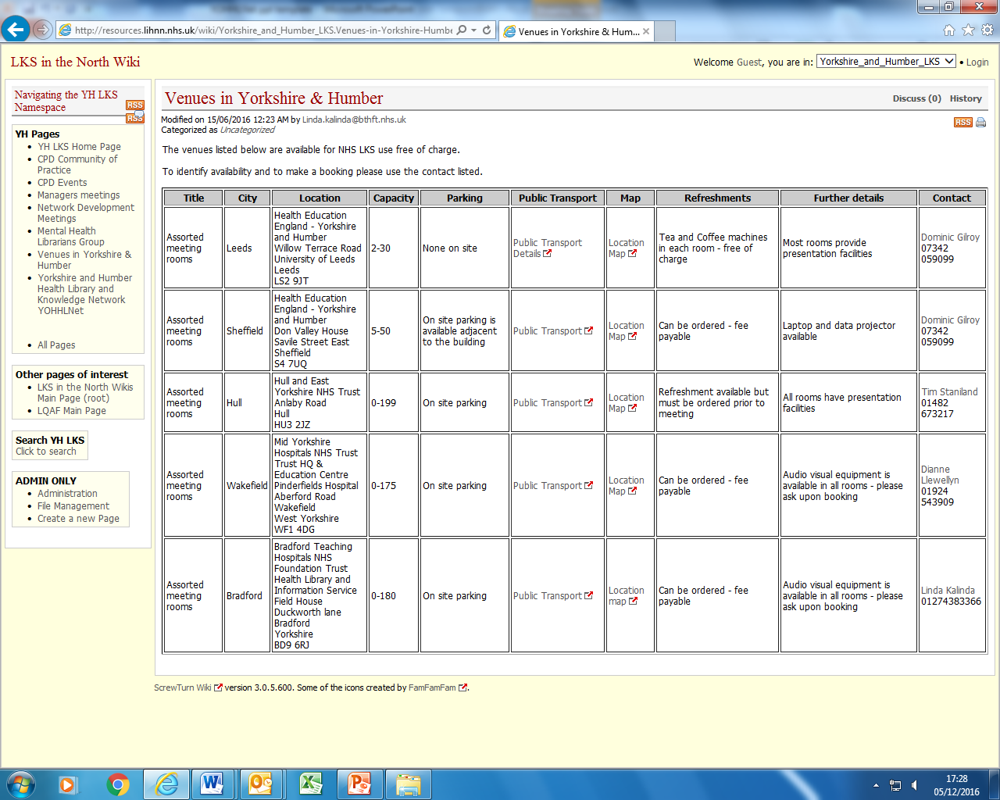 http://resources.lihnn.nhs.uk/wiki/Yorkshire_and_Humber_LKS.Venues-in-Yorkshire-Humbe
Venues in Yorkshire & Hum...
LKS in the North Wiki
Welcome Guest, you are in: Yorkshire_and_Humber_LKS • Login
Navigating the YH LKS
Namespace
RSS
RSS
YH Pages
• YH LKS Home Page
• CPD Community of
Practice
• CPD Events
• Managers meetings
• Network Development
Meetings
• Mental Health
Librarians Group
• Venues in Yorkshire &
Humber
• Yorkshire and Humber
Health Library and
Knowledge Network
YOHHLNet
• All Pages
Other pages of interest
• LKS in the North Wikis
Main Page (root)
• LQAF Main Page
Search YH LKS
Click to search
ADMIN ONLY
• Administration
• File Management
• Create a new Page
Venues in Yorkshire & Humber
Discuss (0) History
Modified on 15/06/2016 12:23 AM by Linda.kalinda@bthft.nhs.uk
Categorized as Uncategorized
RSS
The venues listed below are available for NHS LKS use free of charge.
To identify availability and to make a booking please use the contact listed.
Title City Location Capacity Parking Public Transport Map Refreshments Further details Contact
Assorted
meeting
rooms
Leeds
Health Education
England - Yorkshire
and Humber
Willow Terrace Road
University of Leeds
Leeds
LS2 9JT
2-30
None on site
Public Transport
Details
Location
Map
Tea and Coffee machines
in each room - free of
charge
Most rooms provide
presentation facilities
Dominic Gilroy
07342
059099
Assorted
meeting
rooms
Sheffield
Health Education
England - Yorkshire
and Humber
Don Valley House
Savile Street East
Sheffield
S4 7UQ
5-50
On site parking is
available adjacent
to the building
Public Transport
Location
Map
Can be ordered - fee
payable
Laptop and data projector
available
Dominic Gilroy
07342
059099
Assorted
meeting
rooms
Hull
Hull and East
Yorkshire NHS Trust
Anlaby Road
Hull
HU3 2JZ
0-199
On site parking
Public Transport
Location
Map
Refreshment available but
must be ordered prior to
meeting
All rooms have presentation
facilities
Tim Staniland
01482
673217
Assorted
meeting
rooms
Wakefield
Mid Yorkshire
Hospitals NHS Trust
Trust HQ &
Education Centre
Pinderfields Hospital
Aberford Road
Wakefield
West Yorkshire
WF1 4DG
0-175
On site parking
Public Transport
Location
Map
Can be ordered - fee
payable
Audio visual equipment is
available in all rooms - please
ask upon booking
Dianne
Llewellyn
01924
543909
Assorted
meeting
rooms
Bradford
Bradford Teaching
Hospitals NHS
Foundation Trust
Health Library and
Information Service
Field House
Duckworth lane
Bradford
Yorkshire
BD9 6RJ
0-180
On site parking
Public Transport
Location
map
Can be ordered - fee
payable
Audio visual equipment is
available in all rooms - please
ask upon booking
Linda Kalinda
01274383366
ScrewTurn Wiki version 3.0.5.600. Some of the icons created by FamFamFam.
17:28
05/12/2016